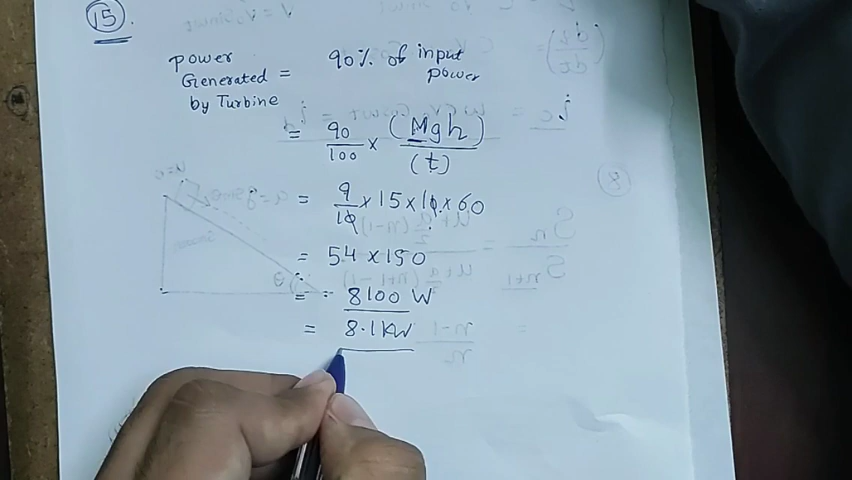 15.
Power Generated by Turbine = 90% of input power
= 90/100 × (Mgh)/(t)
= 9/10 × 15 × 10 × 60
= 54 × 150
= 8100 W
= 8.1 KW